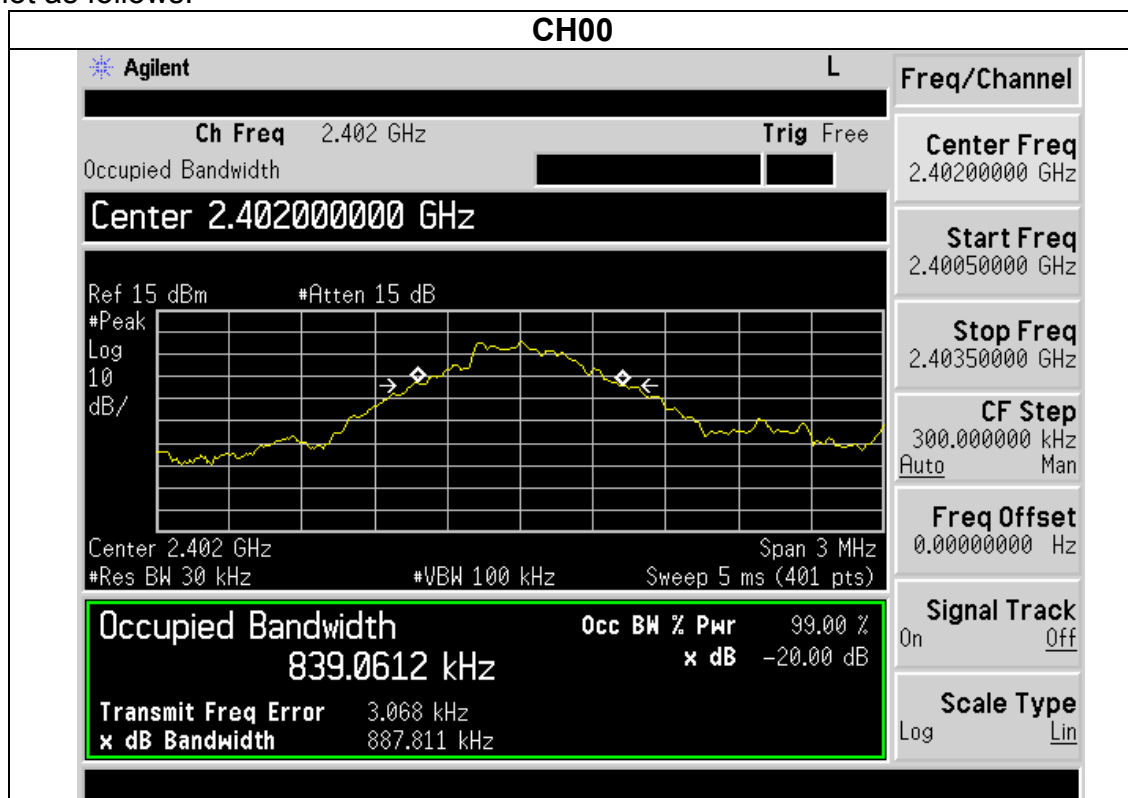 CH00
Agilent L
Freq/Channel
Ch Freq 2.402 GHz Trig Free
Occupied Bandwidth
Center 2.402000000 GHz
Ref 15 dBm #Atten 15 dB
#Peak
Log
10
dB/
Center 2.402 GHz Span 3 MHz
#Res BW 30 kHz #VBW 100 kHz Sweep 5 ms (401 pts)
Occupied Bandwidth
839.0612 kHz
Occ BW % Pwr 99.00 %
x dB -20.00 dB
Transmit Freq Error 3.068 kHz
x dB Bandwidth 887.811 kHz
Center Freq
2.40200000 GHz
Start Freq
2.40050000 GHz
Stop Freq
2.40350000 GHz
CF Step
300.000000 kHz
Auto Man
Freq Offset
0.00000000 Hz
Signal Track
On Off
Scale Type
Log Lin